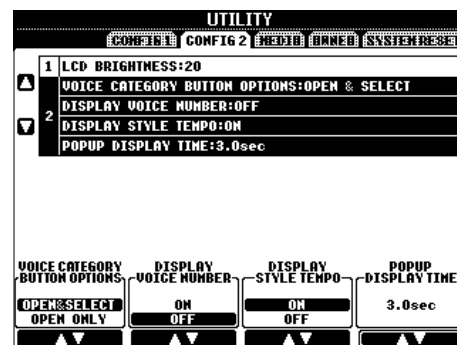 UTILITY
CONFIG 1 CONFIG 2 MEDIA OWNER SYSTEM RESET
1 LCD BRIGHTNESS:20
2 VOICE CATEGORY BUTTON OPTIONS:OPEN & SELECT
DISPLAY VOICE NUMBER:OFF
DISPLAY STYLE TEMPO:ON
POPUP DISPLAY TIME:3.0sec
VOICE CATEGORY BUTTON OPTIONS
DISPLAY VOICE NUMBER
DISPLAY STYLE TEMPO
POPUP DISPLAY TIME
OPEN&SELECT ON ON 3.0sec
OPEN ONLY OFF OFF